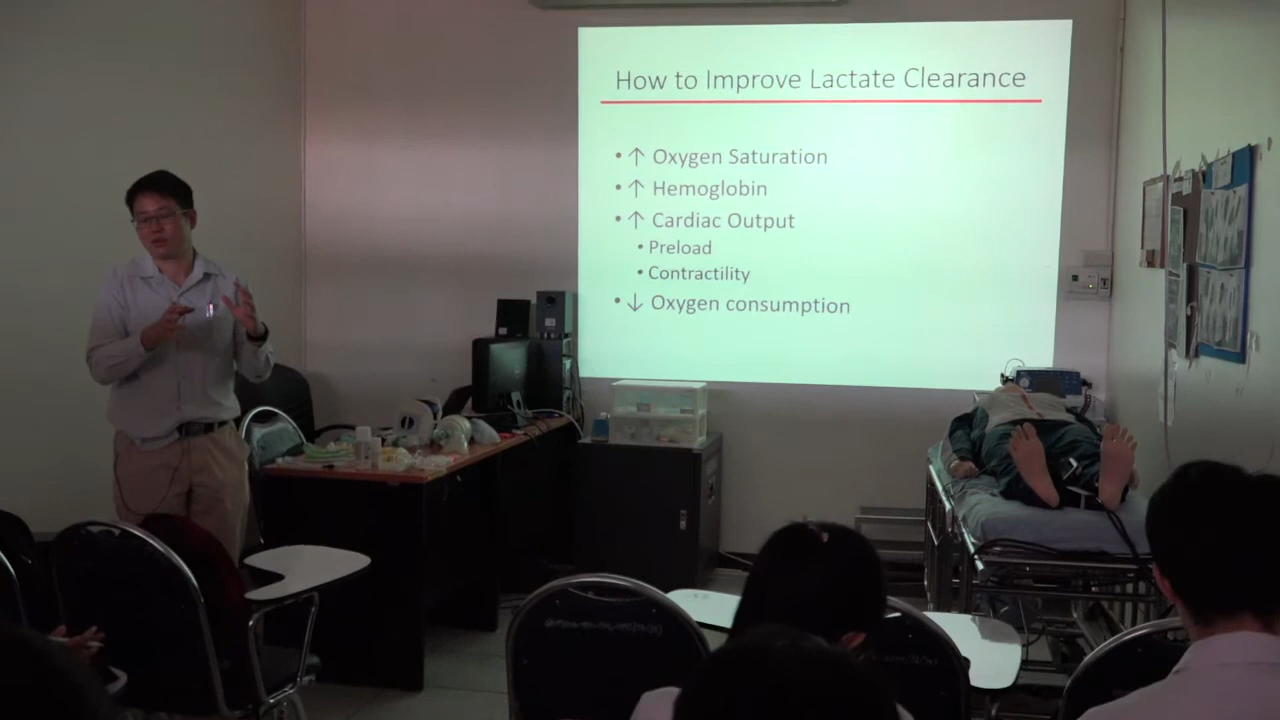 How to Improve Lactate Clearance
• ↑ Oxygen Saturation
• ↑ Hemoglobin
• ↑ Cardiac Output
• Preload
• Contractility
• ↓ Oxygen consumption